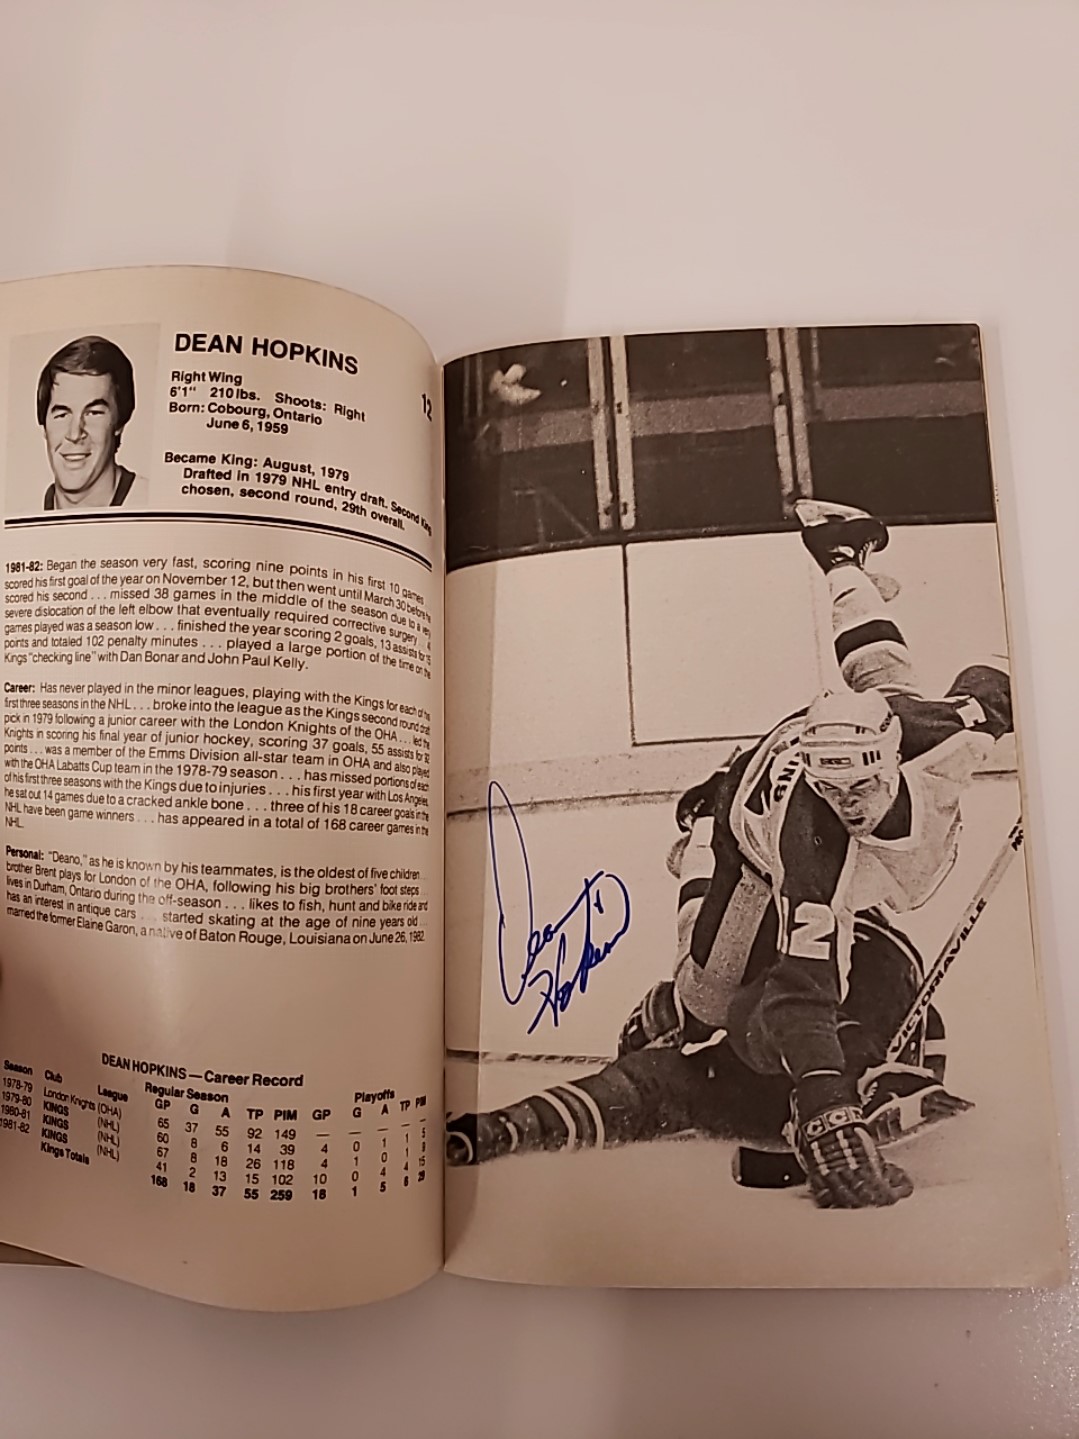 DEAN HOPKINS
12
Right Wing
6'1" 210 lbs. Shoots: Right
Born: Cobourg, Ontario
June 6, 1959
Became King: August, 1979
Drafted in 1979 NHL entry draft. Second King
chosen, second round, 29th overall.
1981-82: Began the season very fast, scoring nine points in his first 10 games . . .
scored his first goal of the year on November 12, but then went until March 30 before he
scored his second . . . missed 38 games in the middle of the season due to a very
severe dislocation of the left elbow that eventually required corrective surgery . . . 41
games played was a season low . . . finished the year scoring 2 goals, 13 assists for 15
points and totaled 102 penalty minutes . . . played a large portion of the time on the
Kings "checking line" with Dan Bonar and John Paul Kelly.
Career: Has never played in the minor leagues, playing with the Kings for each of his
first three seasons in the NHL . . . broke into the league as the Kings second round draft
pick in 1979 following a junior career with the London Knights of the OHA . . . led the
Knights in scoring his final year of junior hockey, scoring 37 goals, 55 assists for 92
points . . . was a member of the Emms Division all-star team in OHA and also played
with the OHA Labatts Cup team in the 1978-79 season . . . has missed portions of each
of his first three seasons with the Kings due to injuries . . . his first year with Los Angeles,
he sat out 14 games due to a cracked ankle bone . . . three of his 18 career goals in the
NHL have been game winners . . . has appeared in a total of 168 career games in the
NHL.
Personal: "Deano," as he is known by his teammates, is the oldest of five children . . .
brother Brent plays for London of the OHA, following his big brothers' foot steps . . .
lives in Durham, Ontario during the off-season . . . likes to fish, hunt and bike ride and
has an interest in antique cars . . . started skating at the age of nine years old . . .
married the former Elaine Garon, a native of Baton Rouge, Louisiana on June 26, 1982.
DEAN HOPKINS — Career Record
Regular Season Playoffs
Season Club League GP G A TP PIM GP G A TP PIM
1978-79 London Knights (OHA) 65 37 55 92 149 — — — — —
1979-80 KINGS (NHL) 60 8 6 14 39 4 0 1 1 5
1980-81 KINGS (NHL) 67 8 18 26 118 4 1 0 1 9
1981-82 KINGS (NHL) 41 2 13 15 102 10 0 4 4 15
Kings Totals 168 18 37 55 259 18 1 5 6 29
Dean Hopkins
KINGS
12
CCM
VICTORIAVILLE
PRO
CCM